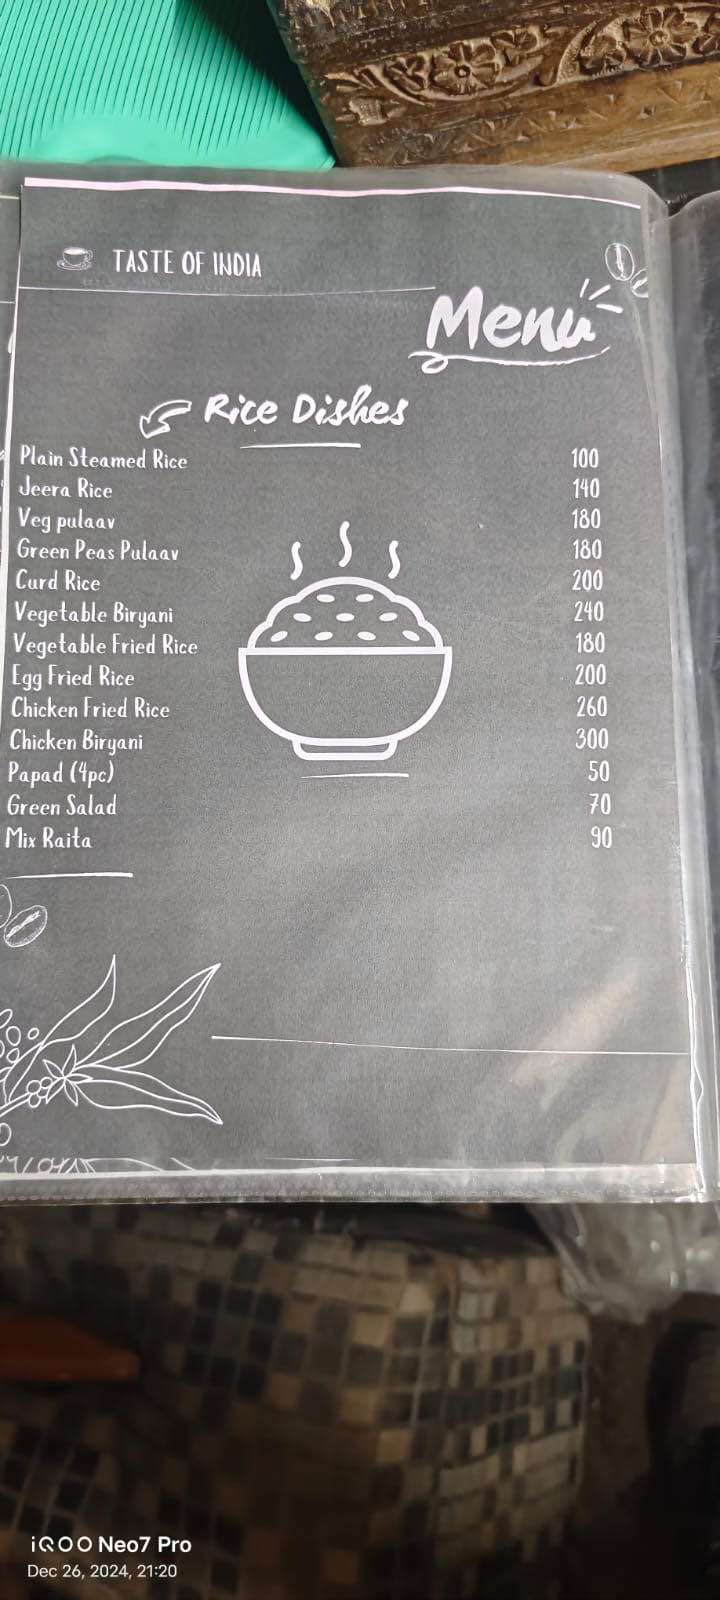 TASTE OF INDIA
Menu
Rice Dishes
Plain Steamed Rice 100
Jeera Rice 140
Veg pulaav 180
Green Peas Pulaav 180
Curd Rice 200
Vegetable Biryani 240
Vegetable Fried Rice 180
Egg Fried Rice 200
Chicken Fried Rice 260
Chicken Biryani 300
Papad (4pc) 50
Green Salad 70
Mix Raita 90
iQOO Neo7 Pro
Dec 26, 2024, 21:20